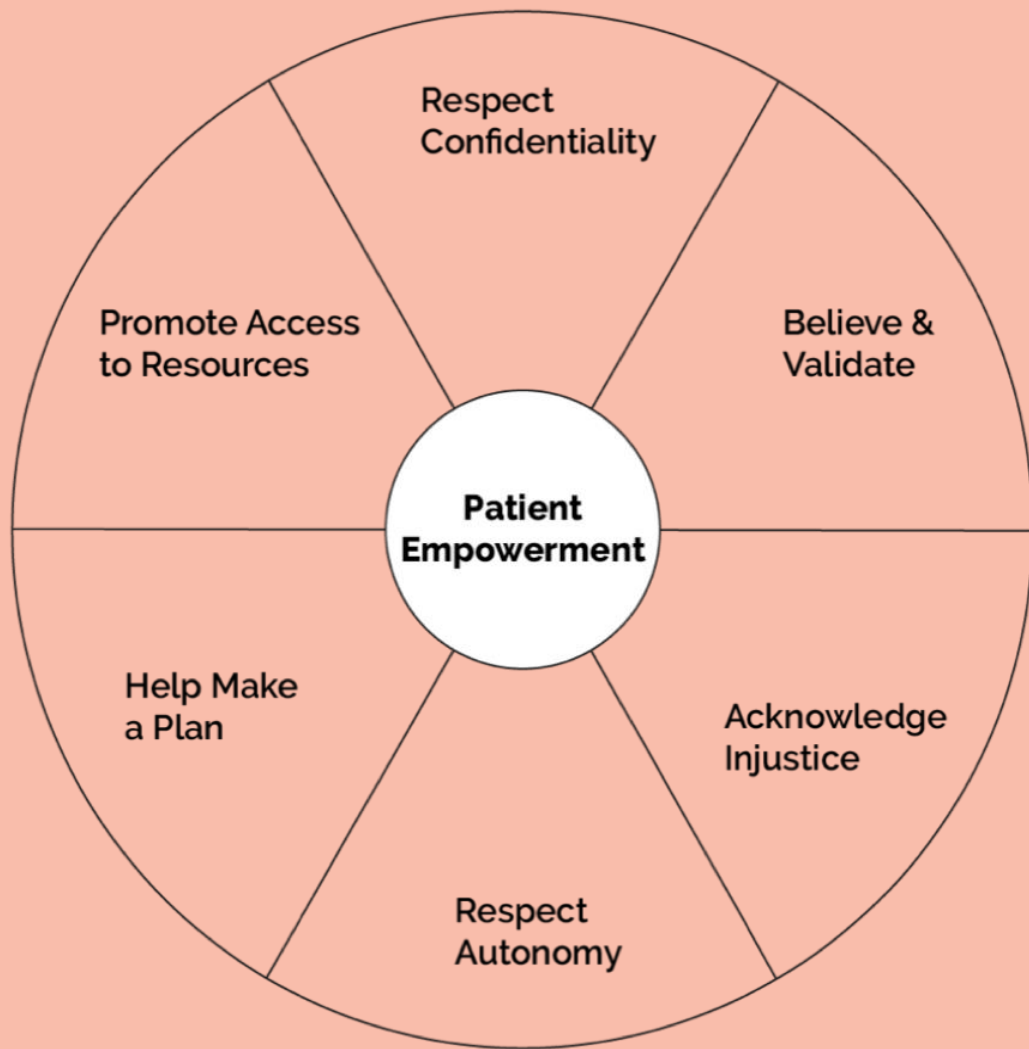 Respect
Confidentiality
Believe &
Validate
Acknowledge
Injustice
Respect
Autonomy
Help Make
a Plan
Promote Access
to Resources
Patient
Empowerment